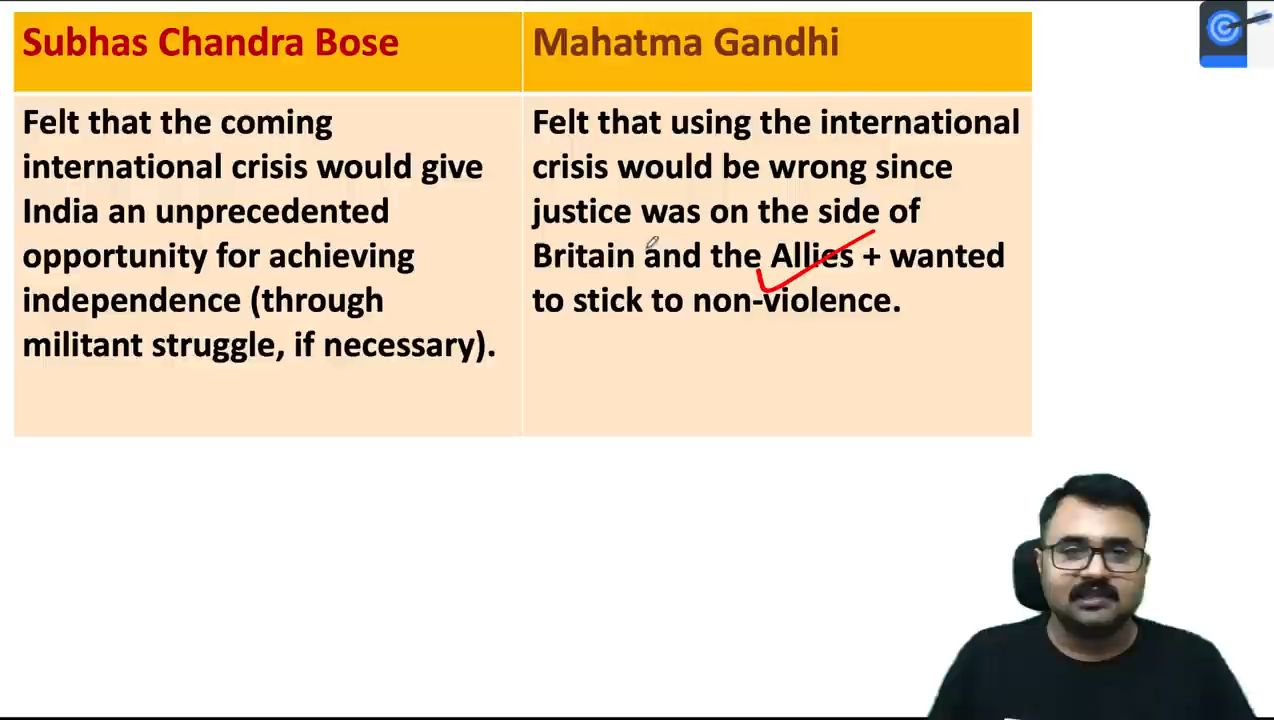 Subhas Chandra Bose
Mahatma Gandhi
Felt that the coming
international crisis would give
India an unprecedented
opportunity for achieving
independence (through
militant struggle, if necessary).
Felt that using the international
crisis would be wrong since
justice was on the side of
Britain and the Allies + wanted
to stick to non-violence.